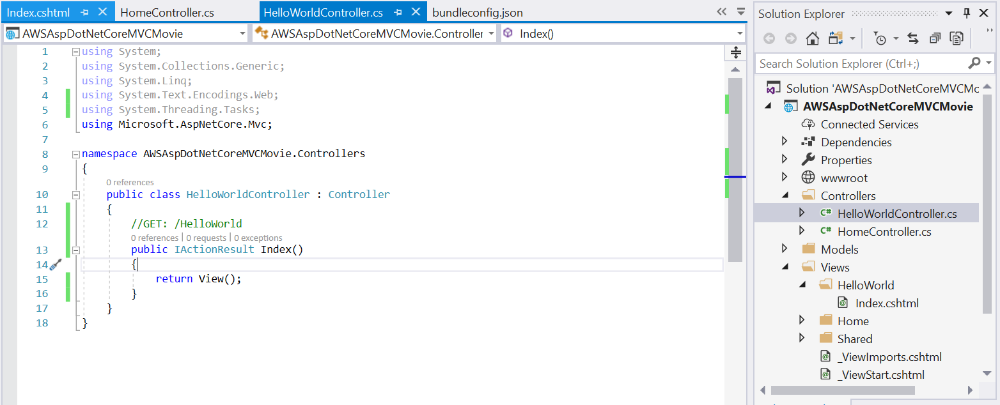 Index.cshtml HomeController.cs HelloWorldController.cs bundleconfig.json
AWSAspDotNetCoreMVCMovie AWSAspDotNetCoreMVCMovie.Controller Index()
1 using System;
2 using System.Collections.Generic;
3 using System.Linq;
4 using System.Text.Encodings.Web;
5 using System.Threading.Tasks;
6 using Microsoft.AspNetCore.Mvc;
7
8 namespace AWSAspDotNetCoreMVCMovie.Controllers
9 {
0 references
10 public class HelloWorldController : Controller
11 {
12 //GET: /HelloWorld
0 references | 0 requests | 0 exceptions
13 public IActionResult Index()
14 {
15 return View();
16 }
17 }
18 }
Solution Explorer
Search Solution Explorer (Ctrl+;)
Solution 'AWSAspDotNetCoreMVCMo
AWSAspDotNetCoreMVCMovie
Connected Services
Dependencies
Properties
wwwroot
Controllers
C# HelloWorldController.cs
C# HomeController.cs
Models
Views
HelloWorld
Index.cshtml
Home
Shared
_ViewImports.cshtml
_ViewStart.cshtml